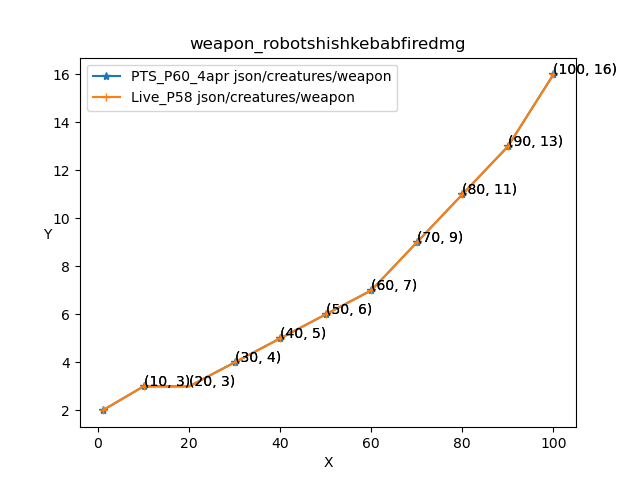 weapon_robotshishkebabfiredmg
PTS_P60_4apr json/creatures/weapon
Live_P58 json/creatures/weapon
(100, 16)
(90, 13)
(80, 11)
(70, 9)
(60, 7)
(50, 6)
(40, 5)
(30, 4)
(10, 3) (20, 3)
16
14
12
10
8
6
4
2
Y
0 20 40 60 80 100
X